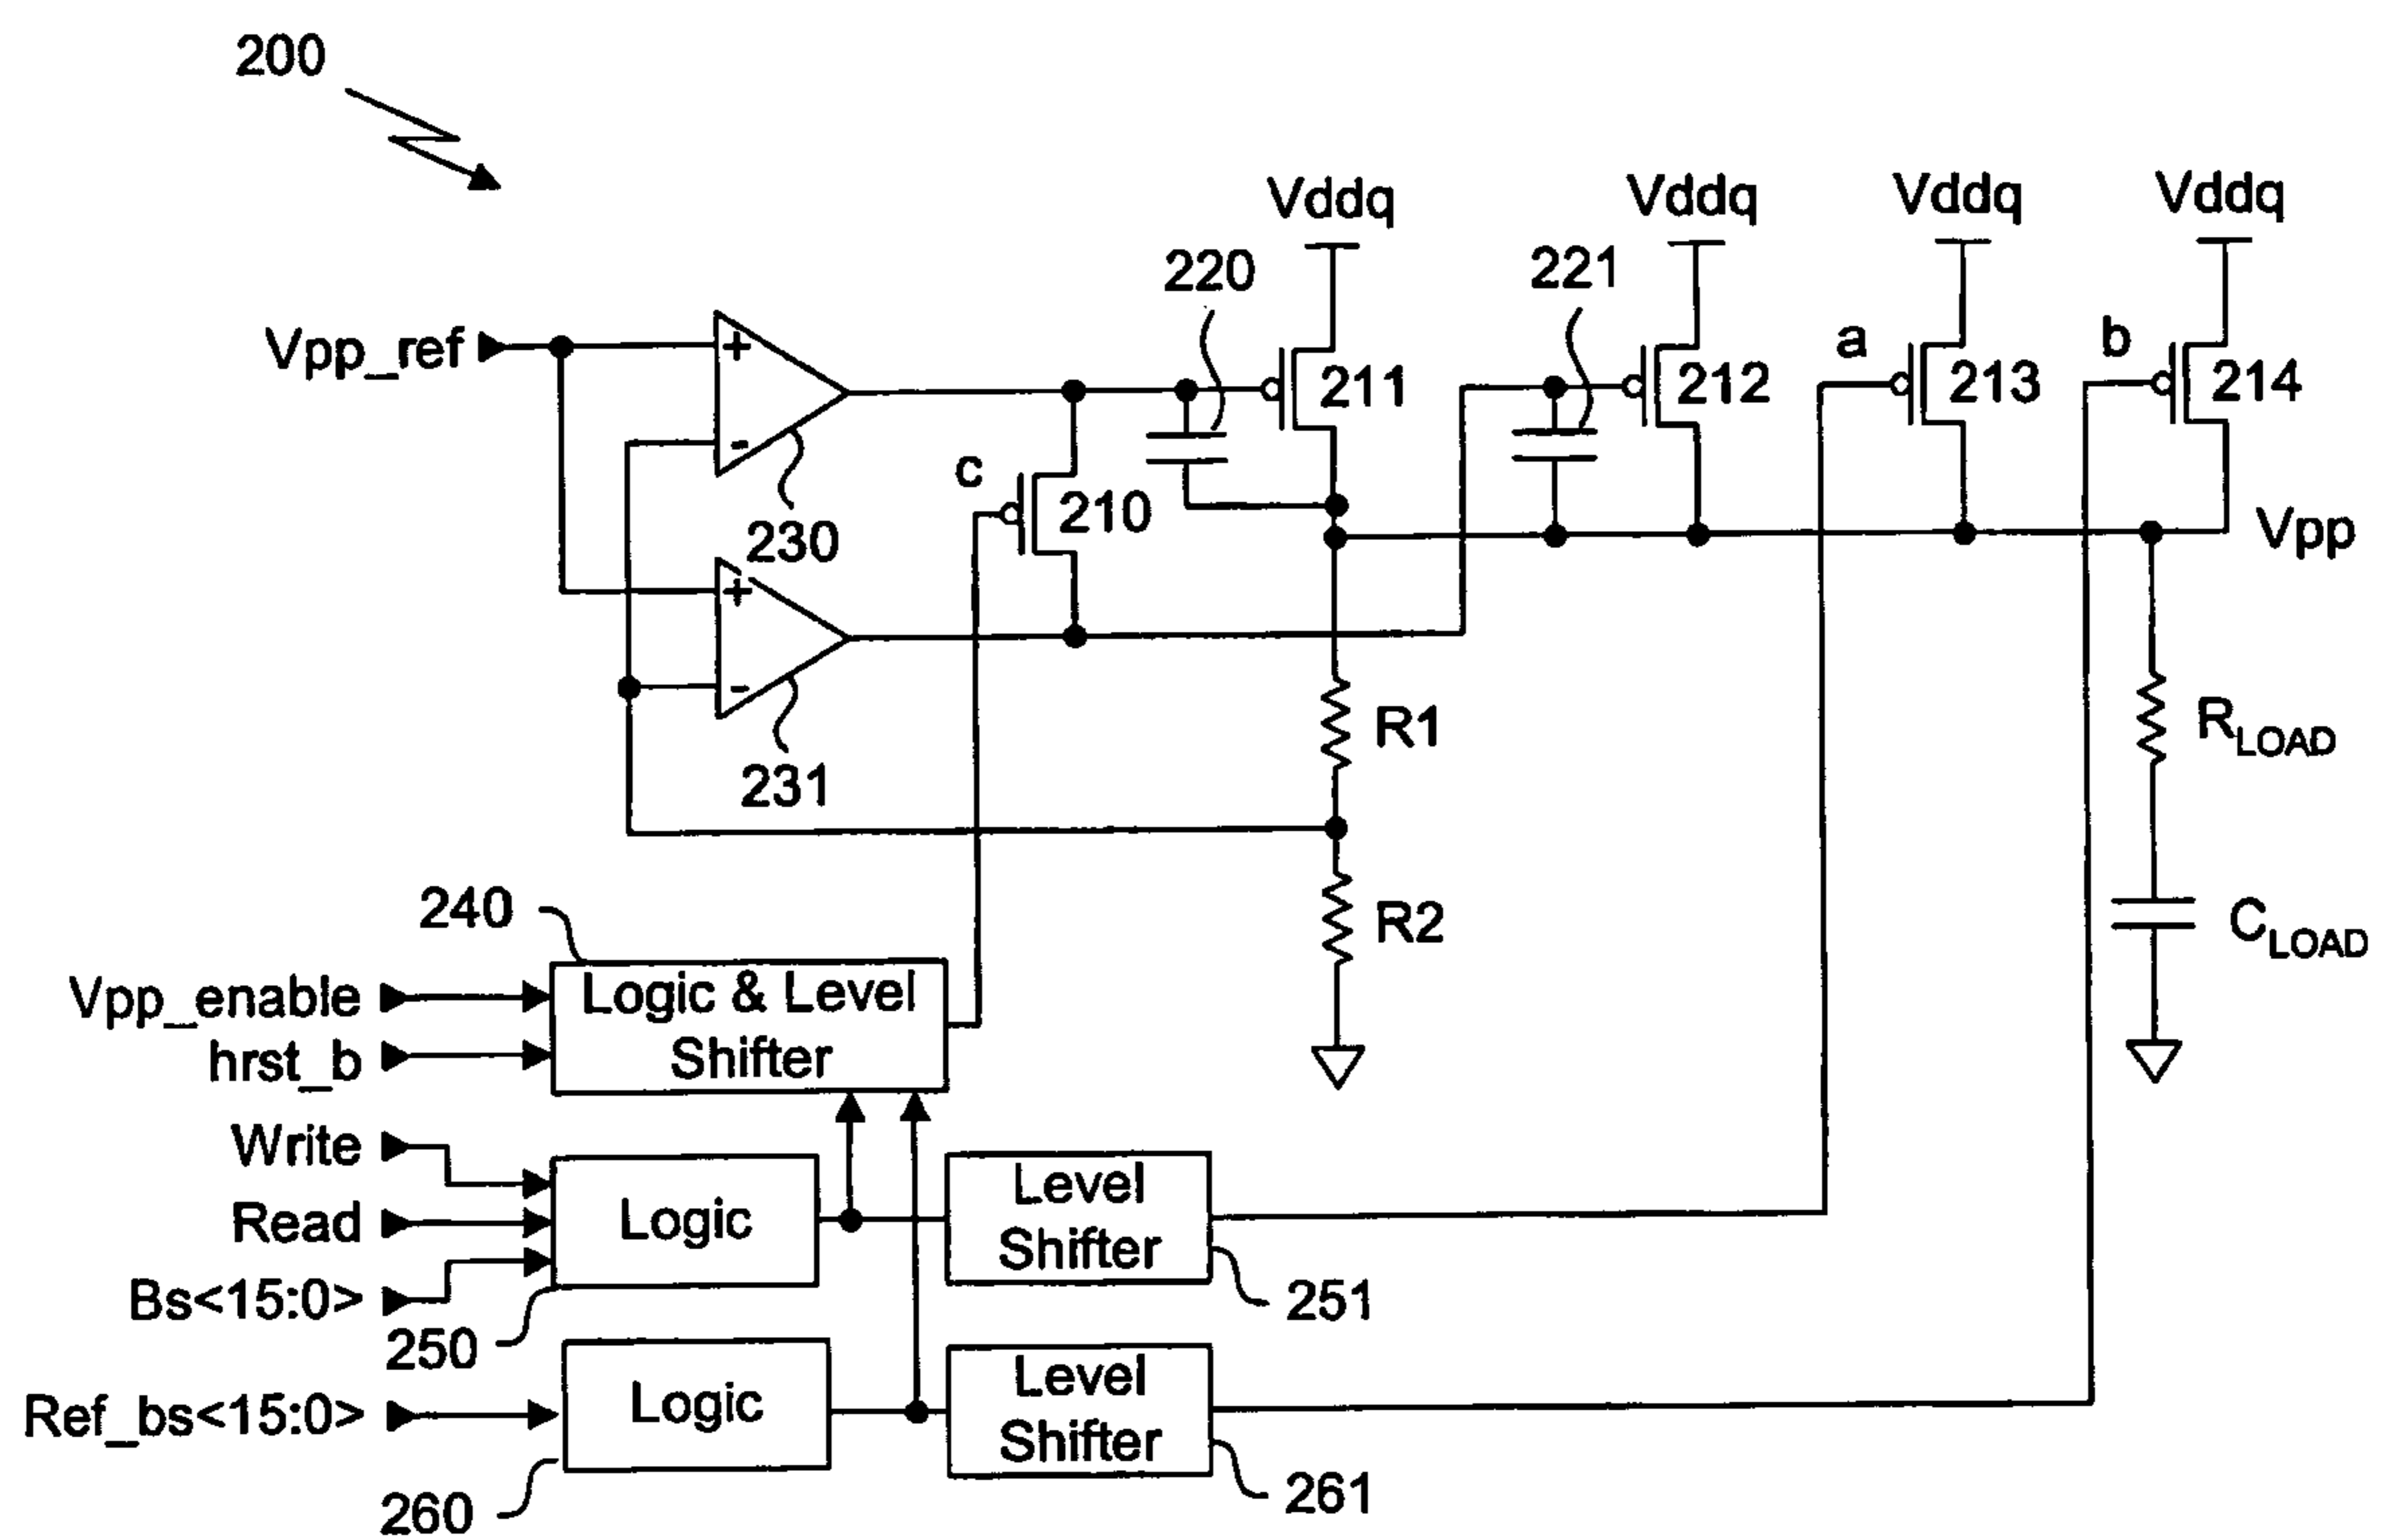 200
Vddq
Vddq
Vddq
Vddq
220
221
Vpp_ref
+
-
230
211
212
a
213
b
214
c
210
Vpp
+
-
231
R1
R2
RLOAD
CLOAD
240
Vpp_enable
hrst_b
Logic & Level
Shifter
Write
Read
Bs<15:0>
Logic
250
Level
Shifter
251
Ref_bs<15:0>
Logic
260
Level
Shifter
261